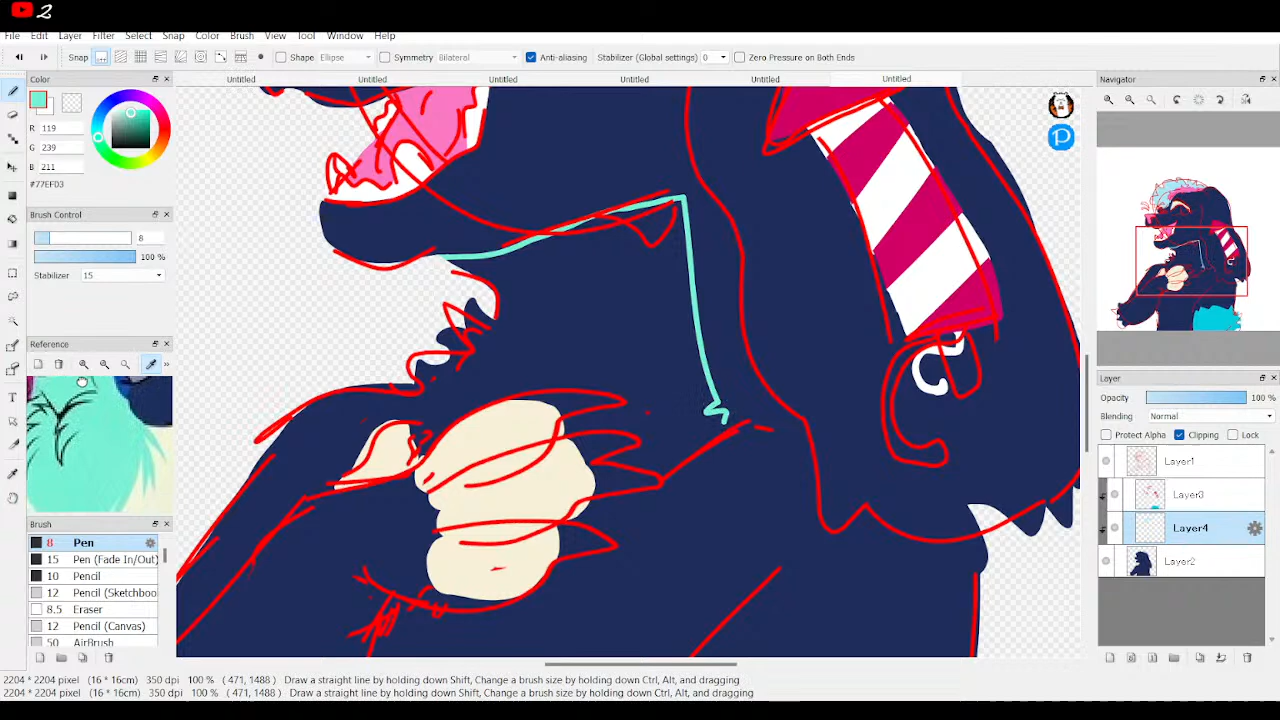 2
File Edit Layer Filter Select Snap Color Brush View Tool Window Help
Snap Shape Ellipse Symmetry Bilateral Anti-aliasing Stabilizer (Global settings) 0 Zero Pressure on Both Ends
Color
Untitled Untitled Untitled Untitled Untitled Untitled
Navigator
R 119
G 239
B 211
#77EF03
Brush Control
8
100 %
Stabilizer 15
Reference
Brush
8 Pen
15 Pen (Fade In/Out)
10 Pencil
12 Pencil (Sketchboo
8.5 Eraser
12 Pencil (Canvas)
50 AirBrush
P
Layer
Opacity 100 %
Blending Normal
Protect Alpha Clipping Lock
Layer1
Layer3
Layer4
Layer2
2204 * 2204 pixel (16 * 16cm) 350 dpi 100 % ( 471, 1488 ) Draw a straight line by holding down Shift, Change a brush size by holding down Ctrl, Alt, and dragging
2204 * 2204 pixel (16 * 16cm) 350 dpi 100 % ( 471, 1488 ) Draw a straight line by holding down Shift, Change a brush size by holding down Ctrl, Alt, and dragging